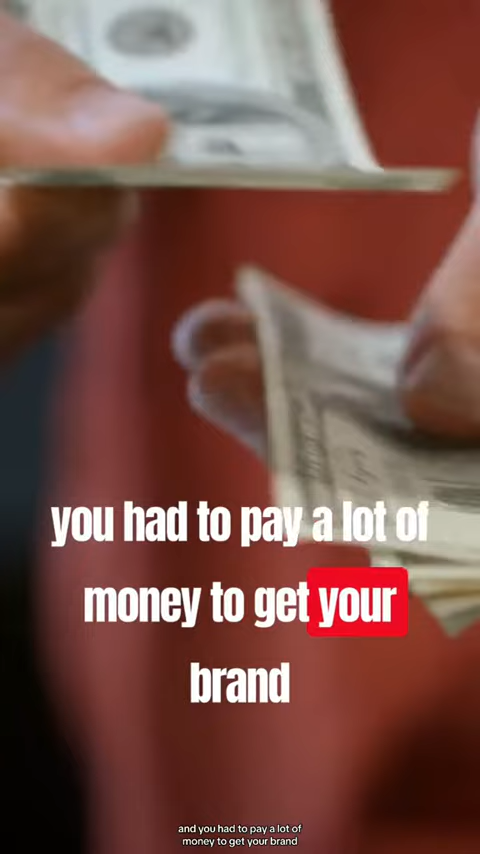 you had to pay a lot of
money to get your
brand
and you had to pay a lot of
money to get your brand